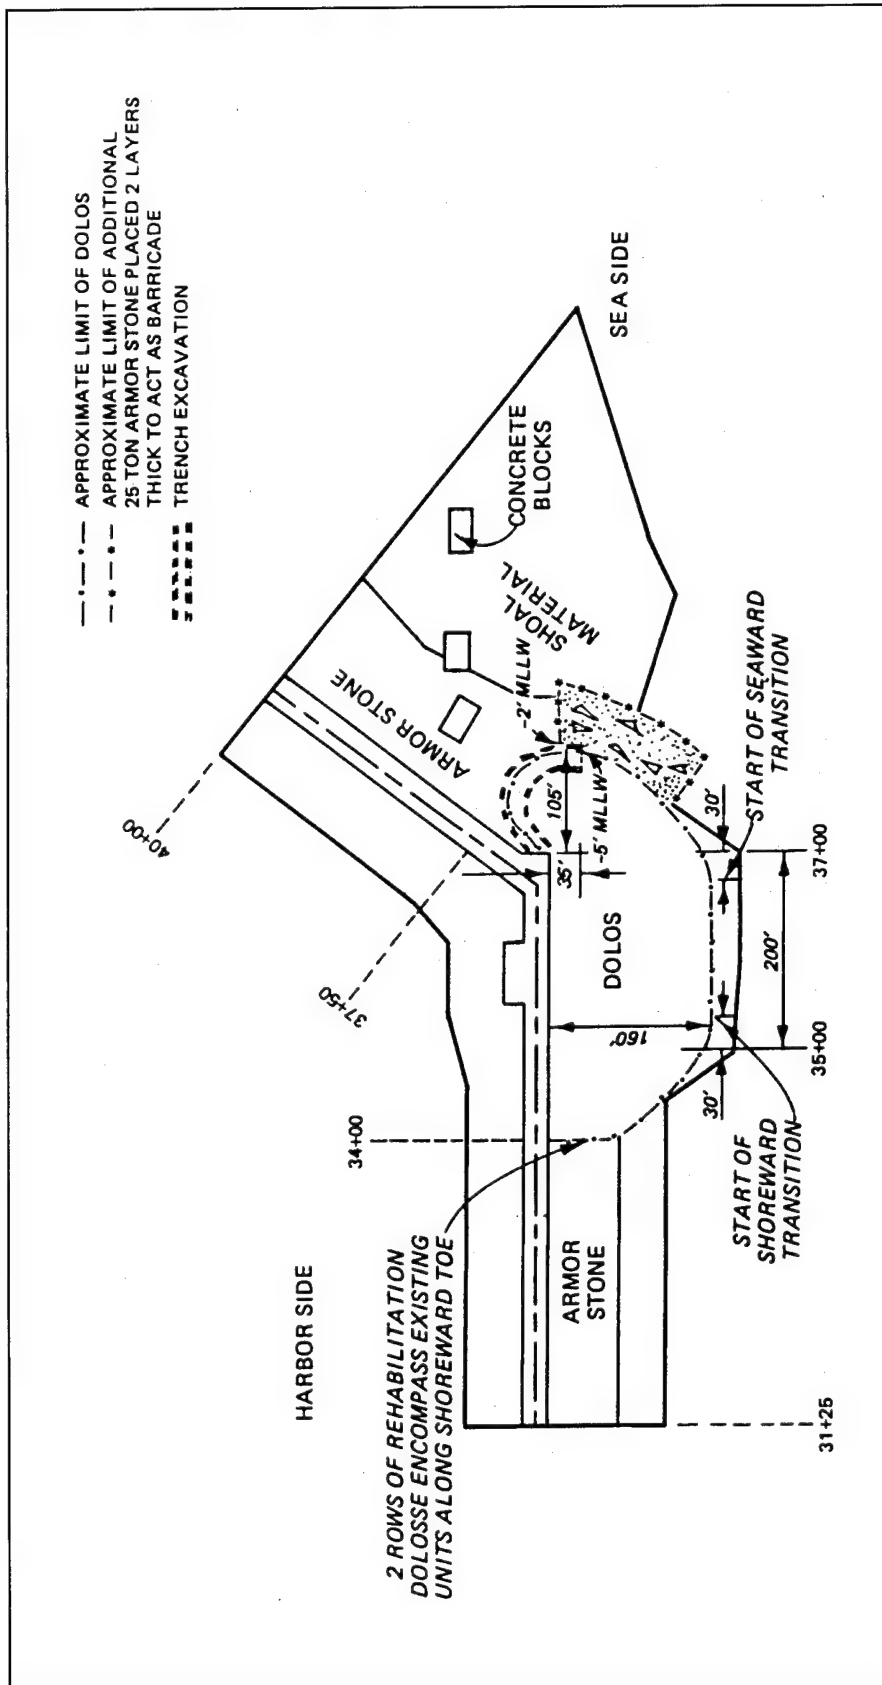 —·—·— APPROXIMATE LIMIT OF DOLOS
—*—*— APPROXIMATE LIMIT OF ADDITIONAL
25-TON ARMOR STONE PLACED 2 LAYERS
THICK TO ACT AS BARRICADE
TRENCH EXCAVATION
HARBOR SIDE
SEA SIDE
40+00
37+50
34+00
2 ROWS OF REHABILITATION
DOLOSSE ENCOMPASS EXISTING
UNITS ALONG SHOREWARD TOE
ARMOR STONE
SHOAL
MATERIAL
CONCRETE
BLOCKS
-2' MLLW
105'
-5' MLLW
35'
DOLOS
160'
ARMOR
STONE
30'
START OF SEAWARD
TRANSITION
200'
30'
START OF
SHOREWARD
TRANSITION
31+25
35+00
37+00